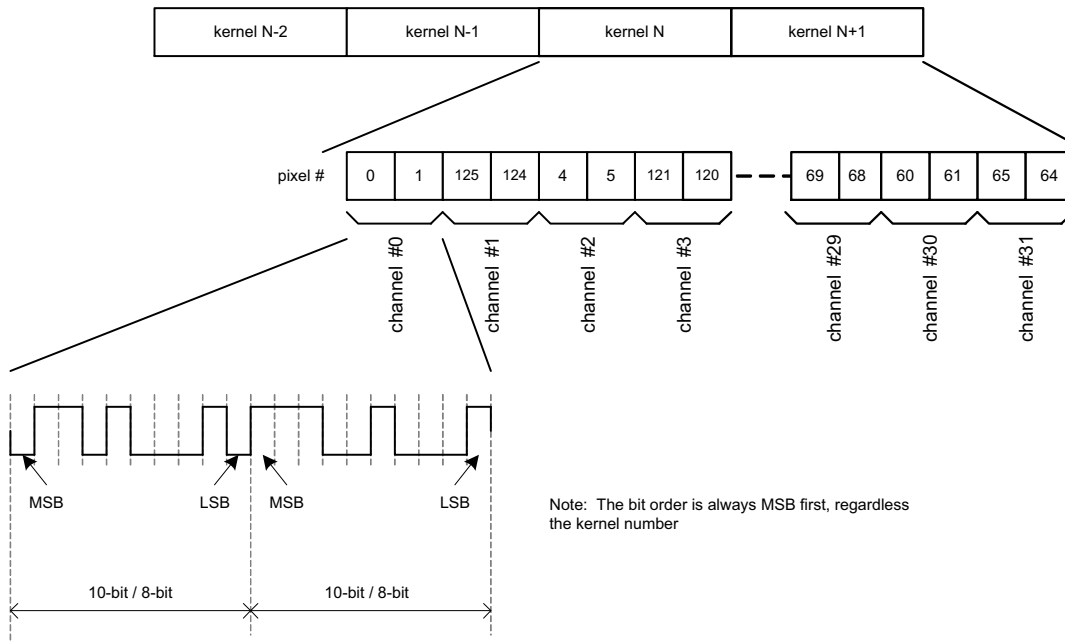 kernel N-2 kernel N-1 kernel N kernel N+1
pixel # 0 1 125 124 4 5 121 120 69 68 60 61 65 64
channel #0 channel #1 channel #2 channel #3 channel #29 channel #30 channel #31
MSB LSB MSB LSB
Note: The bit order is always MSB first, regardless
the kernel number
10-bit / 8-bit 10-bit / 8-bit